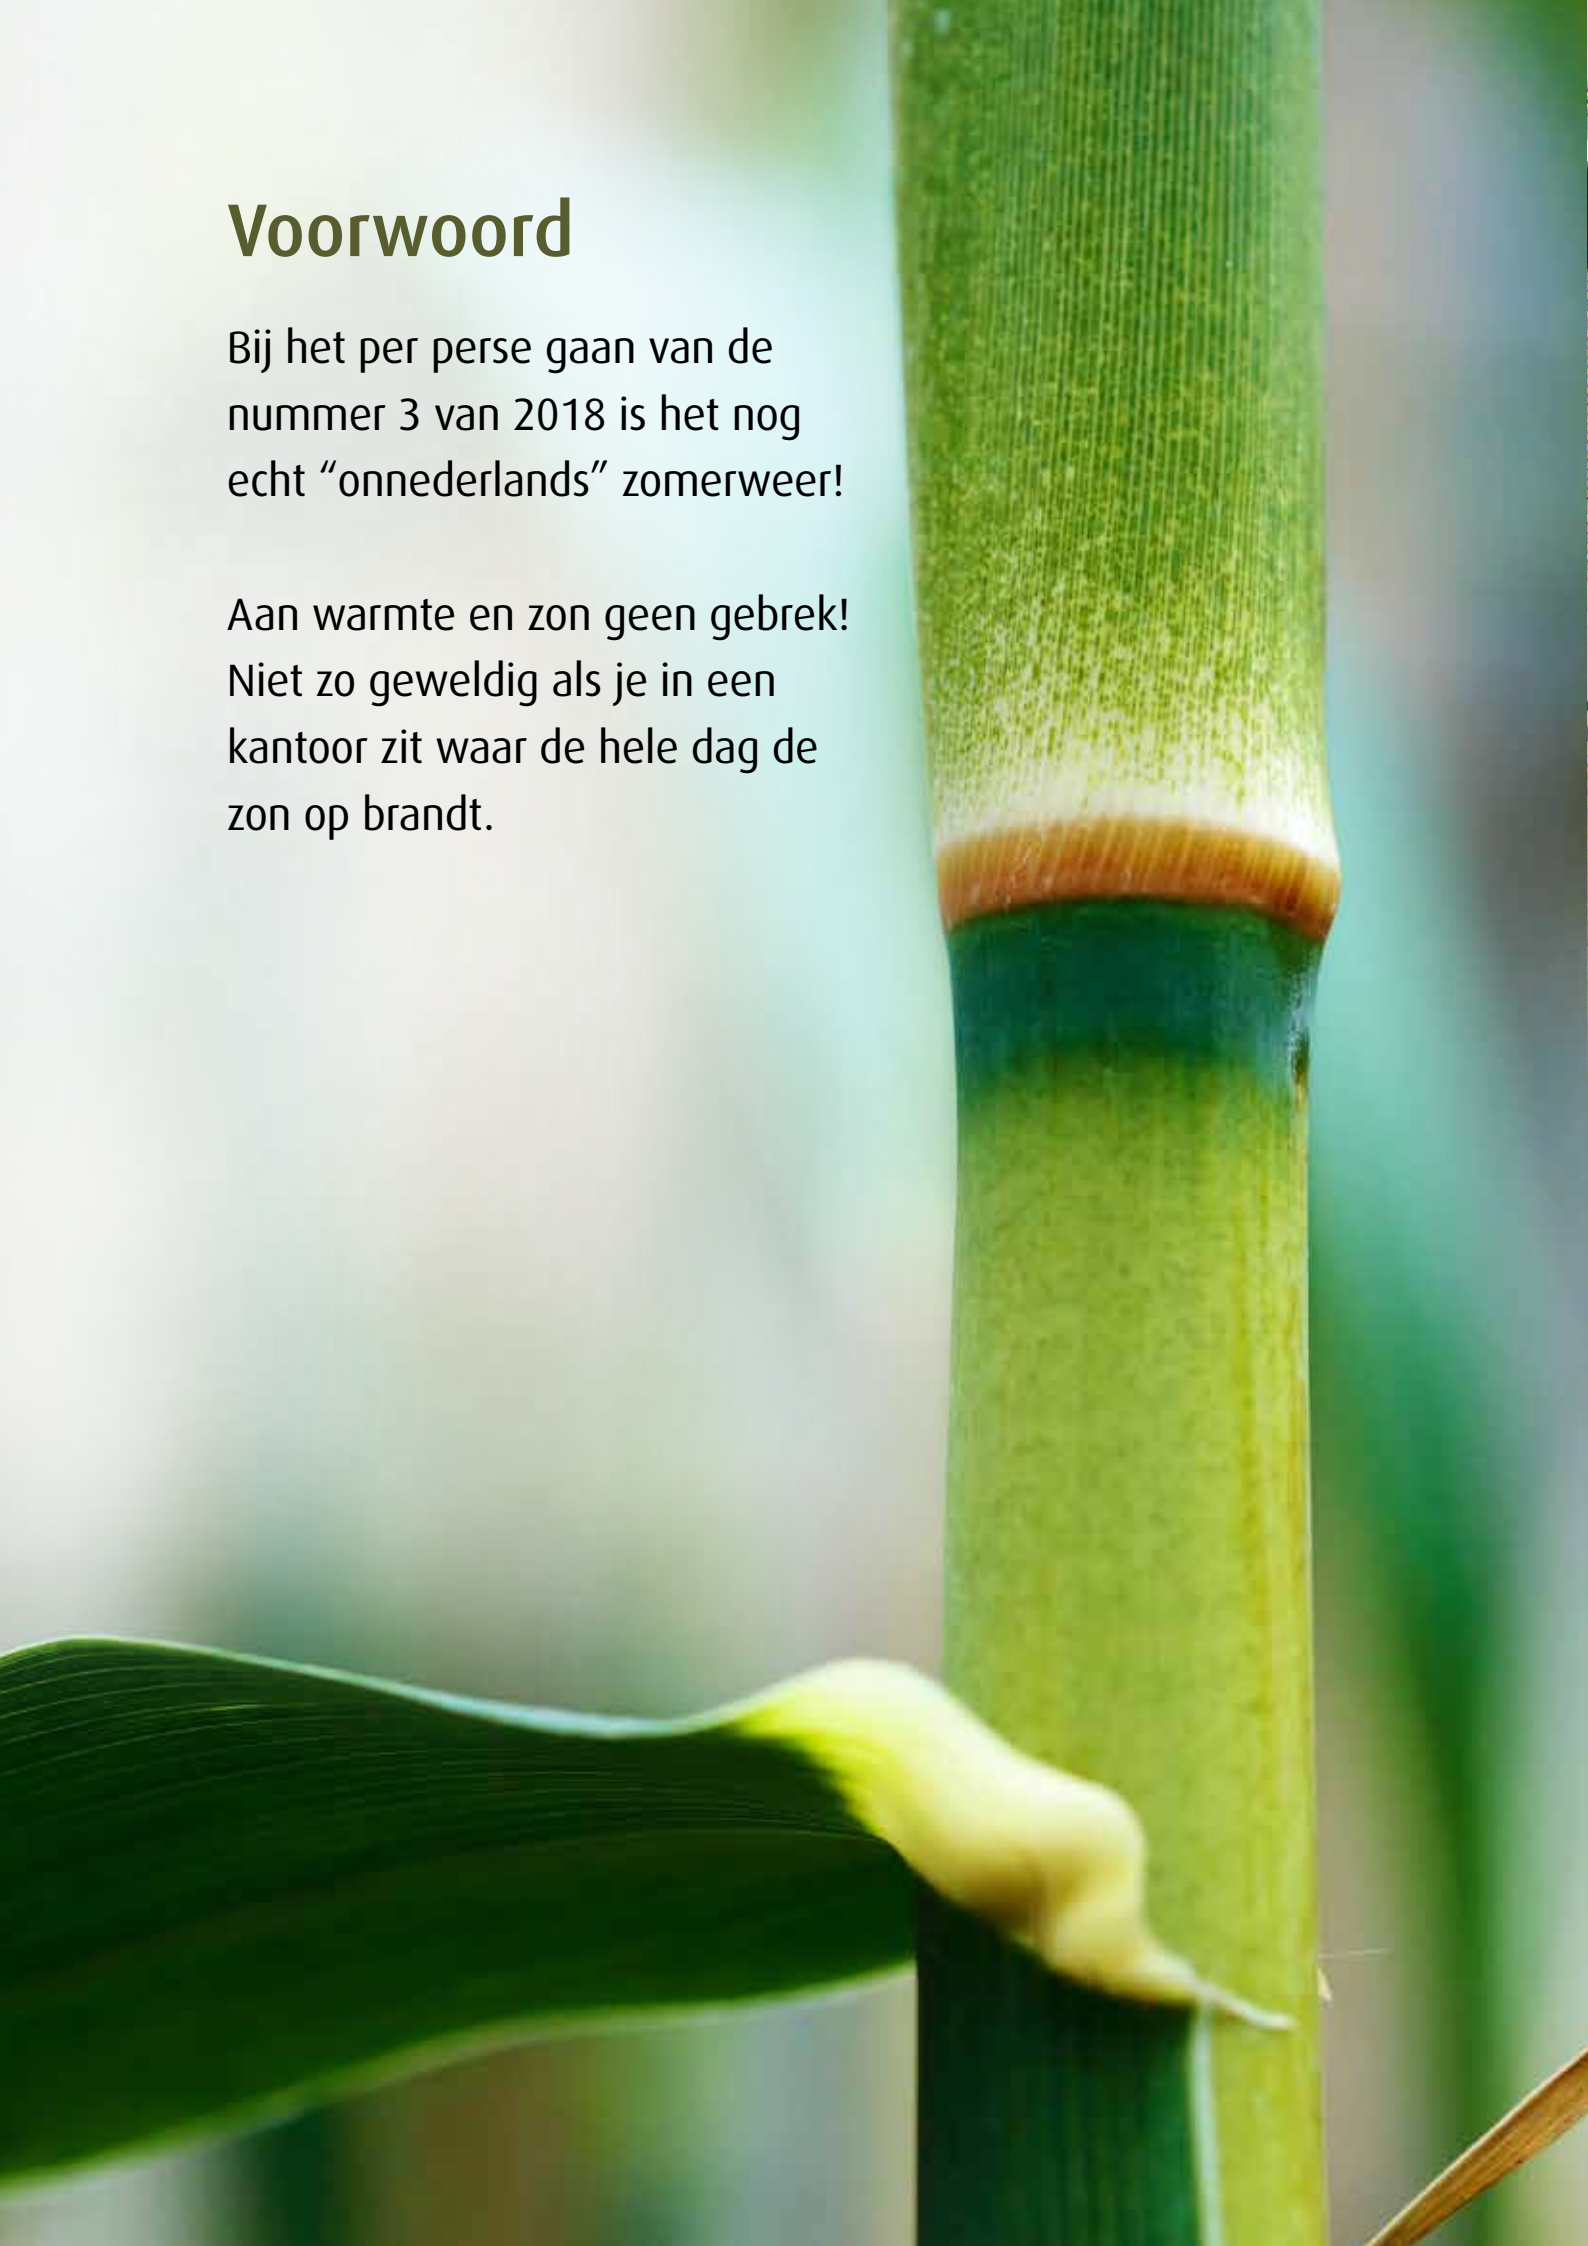 Voorwoord
Bij het per perse gaan van de
nummer 3 van 2018 is het nog
echt “onnederlands” zomerweer!
Aan warmte en zon geen gebrek!
Niet zo geweldig als je in een
kantoor zit waar de hele dag de
zon op brandt.